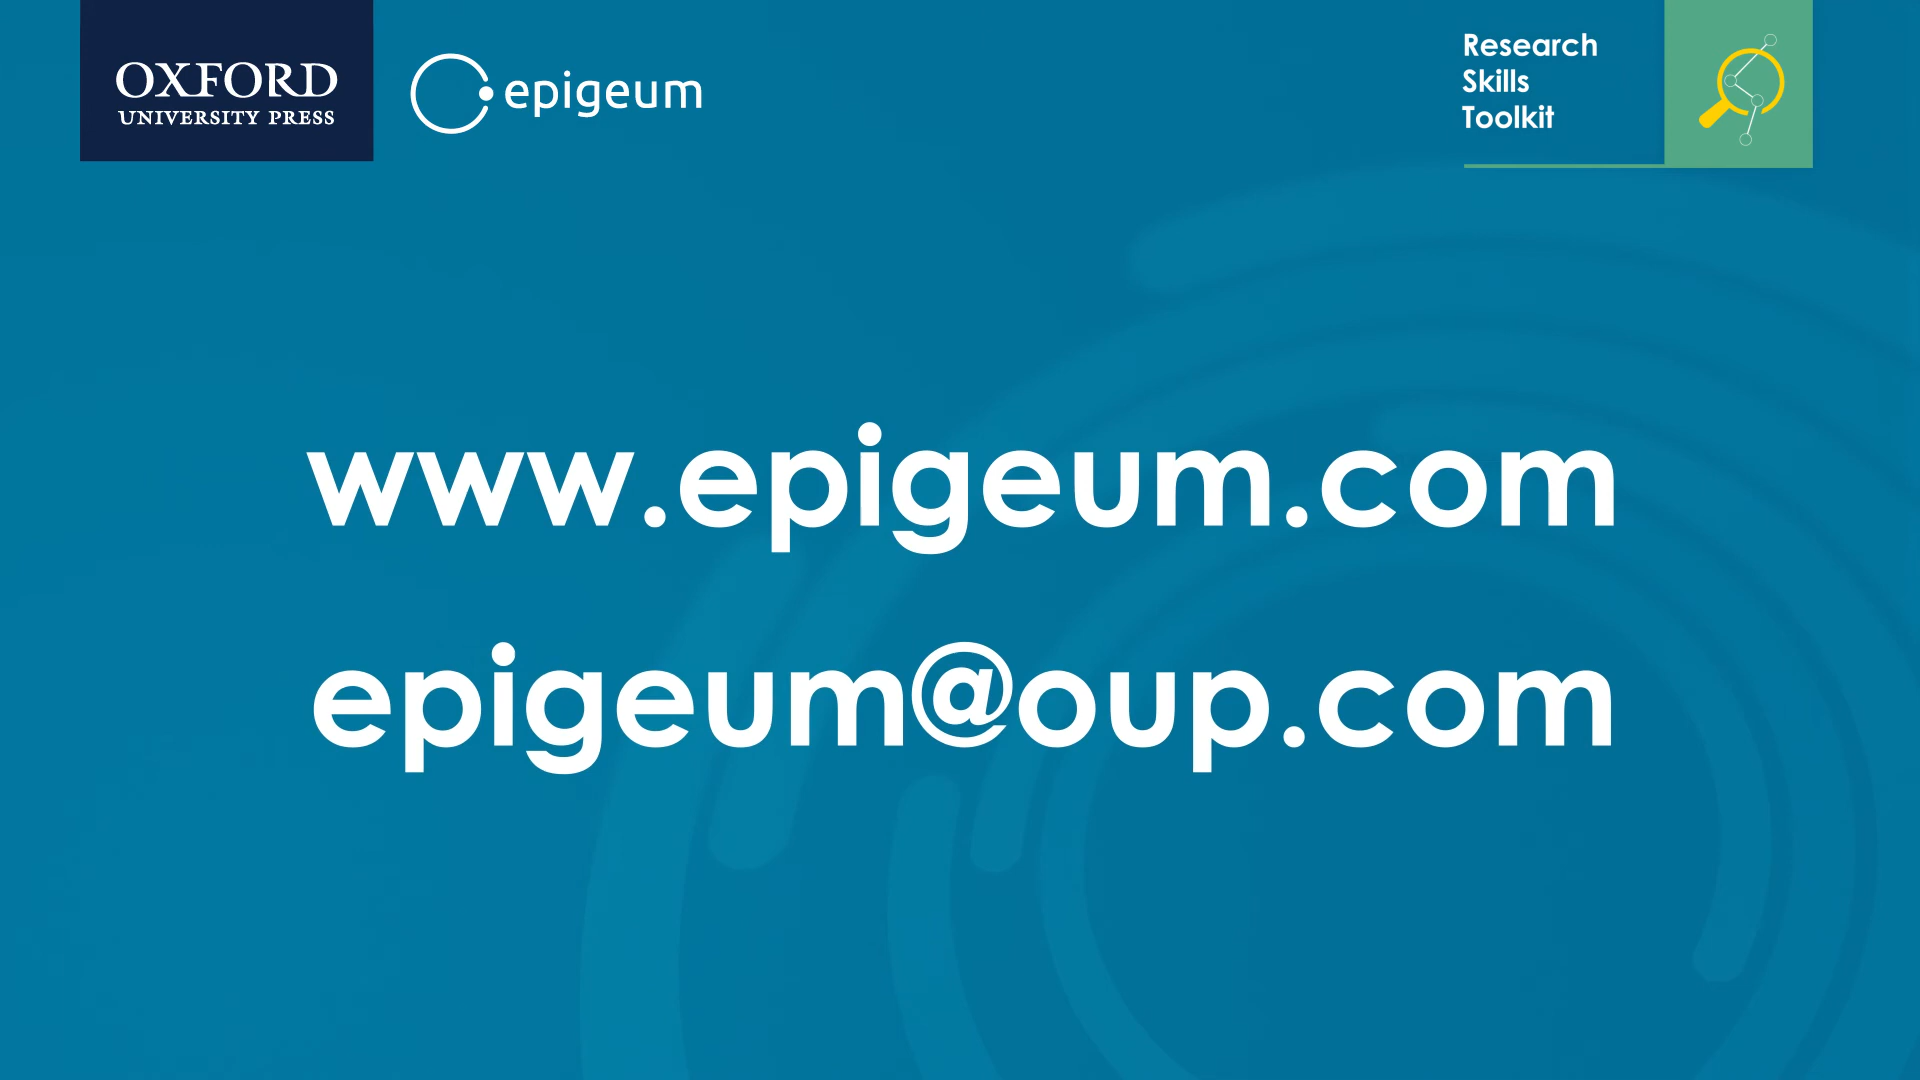 OXFORD
UNIVERSITY PRESS
epigeum
Research
Skills
Toolkit
www.epigeum.com
epigeum@oup.com